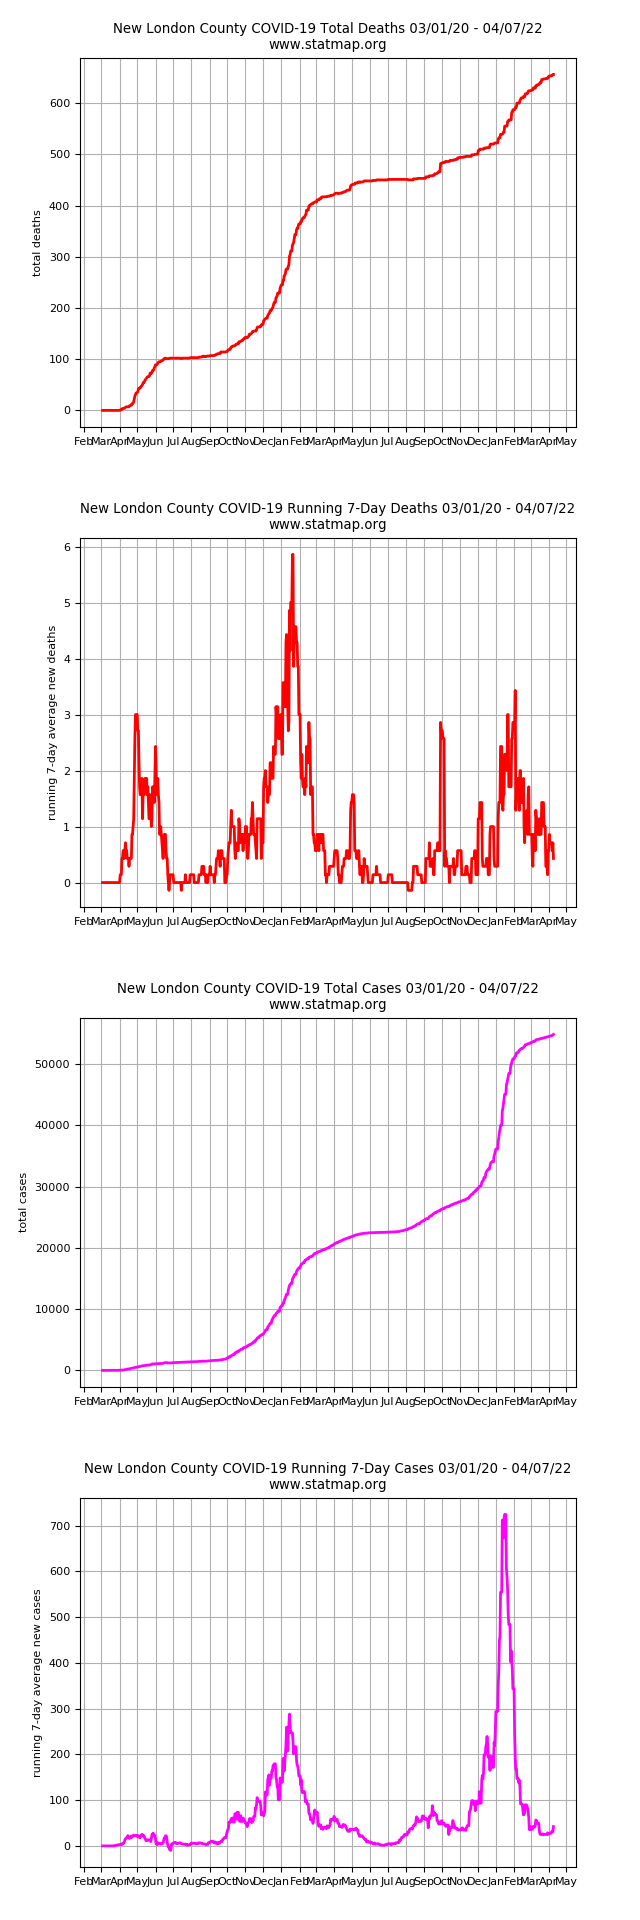 New London County COVID-19 Total Deaths 03/01/20 - 04/07/22
www.statmap.org
600
500
400
300
200
100
0
total deaths
Feb Mar Apr May Jun Jul Aug Sep Oct Nov Dec Jan Feb Mar Apr May Jun Jul Aug Sep Oct Nov Dec Jan Feb Mar Apr May
New London County COVID-19 Running 7-Day Deaths 03/01/20 - 04/07/22
www.statmap.org
6
5
4
3
2
1
0
running 7-day average new deaths
Feb Mar Apr May Jun Jul Aug Sep Oct Nov Dec Jan Feb Mar Apr May Jun Jul Aug Sep Oct Nov Dec Jan Feb Mar Apr May
New London County COVID-19 Total Cases 03/01/20 - 04/07/22
www.statmap.org
50000
40000
30000
20000
10000
0
total cases
Feb Mar Apr May Jun Jul Aug Sep Oct Nov Dec Jan Feb Mar Apr May Jun Jul Aug Sep Oct Nov Dec Jan Feb Mar Apr May
New London County COVID-19 Running 7-Day Cases 03/01/20 - 04/07/22
www.statmap.org
700
600
500
400
300
200
100
0
running 7-day average new cases
Feb Mar Apr May Jun Jul Aug Sep Oct Nov Dec Jan Feb Mar Apr May Jun Jul Aug Sep Oct Nov Dec Jan Feb Mar Apr May